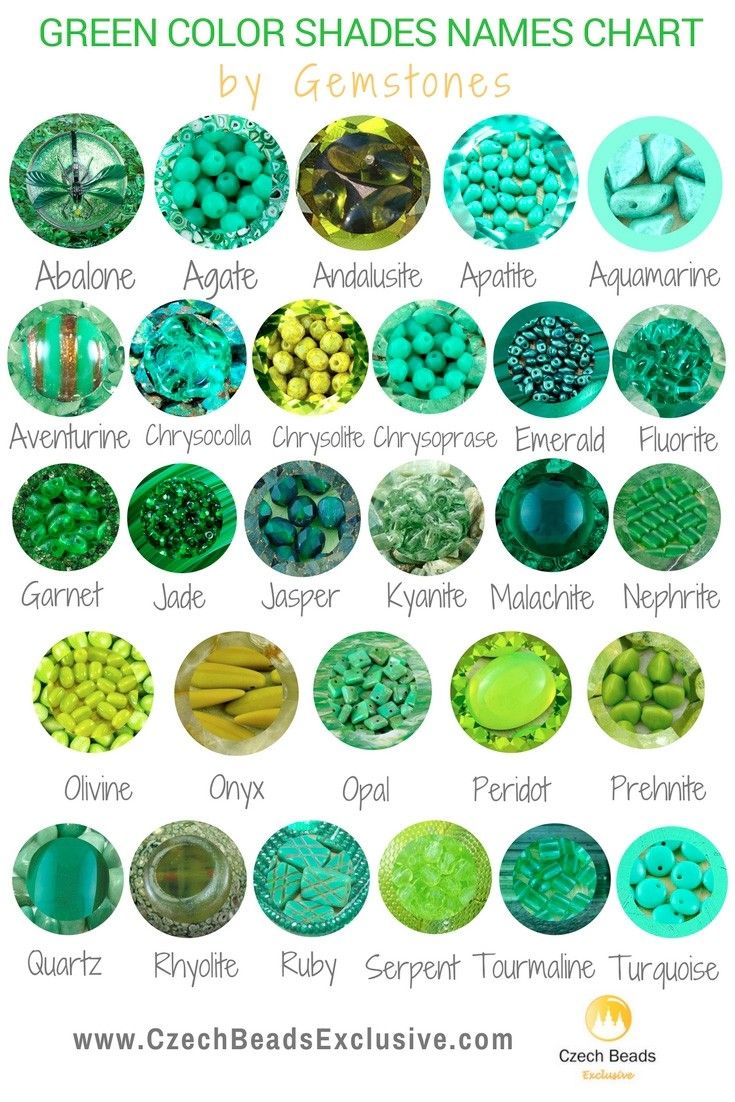 GREEN COLOR SHADES NAMES CHART
by Gemstones
Abalone Agate Andalusite Apatite Aquamarine
Aventurine Chrysocolla Chrysolite Chrysoprase Emerald Fluorite
Garnet Jade Jasper Kyanite Malachite Nephrite
Olivine Onyx Opal Peridot Prehnite
Quartz Rhyolite Ruby Serpent Tourmaline Turquoise
www.CzechBeadsExclusive.com
Czech Beads
Exclusive